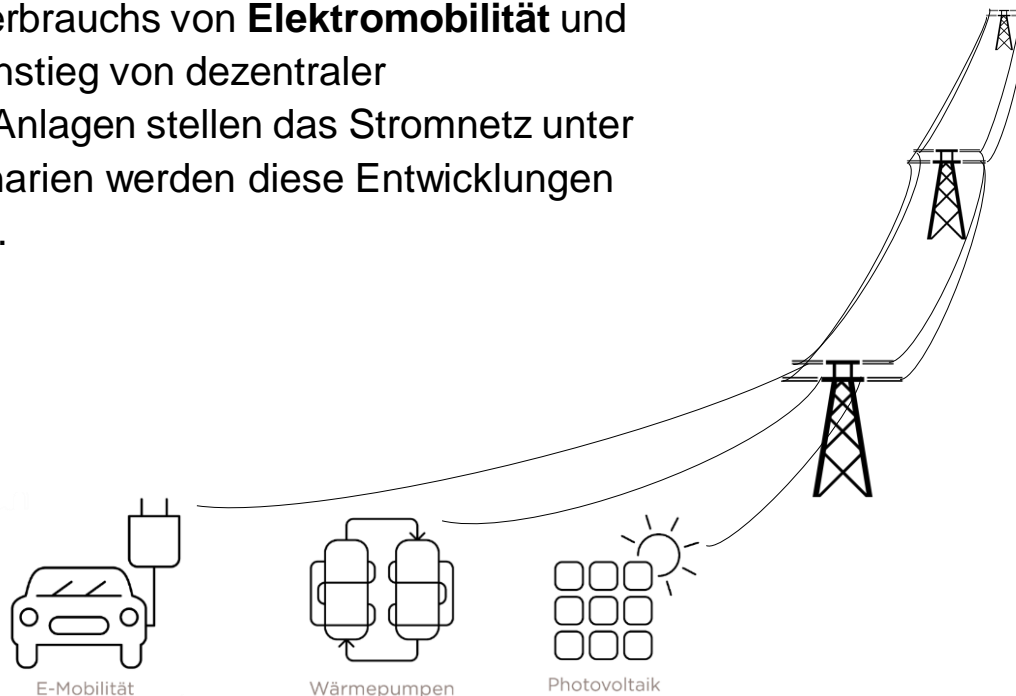 erbrauchs von Elektromobilität und
nstieg von dezentraler
Anlagen stellen das Stromnetz unter
narien werden diese Entwicklungen
.
E-Mobilität
Wärmepumpen
Photovoltaik